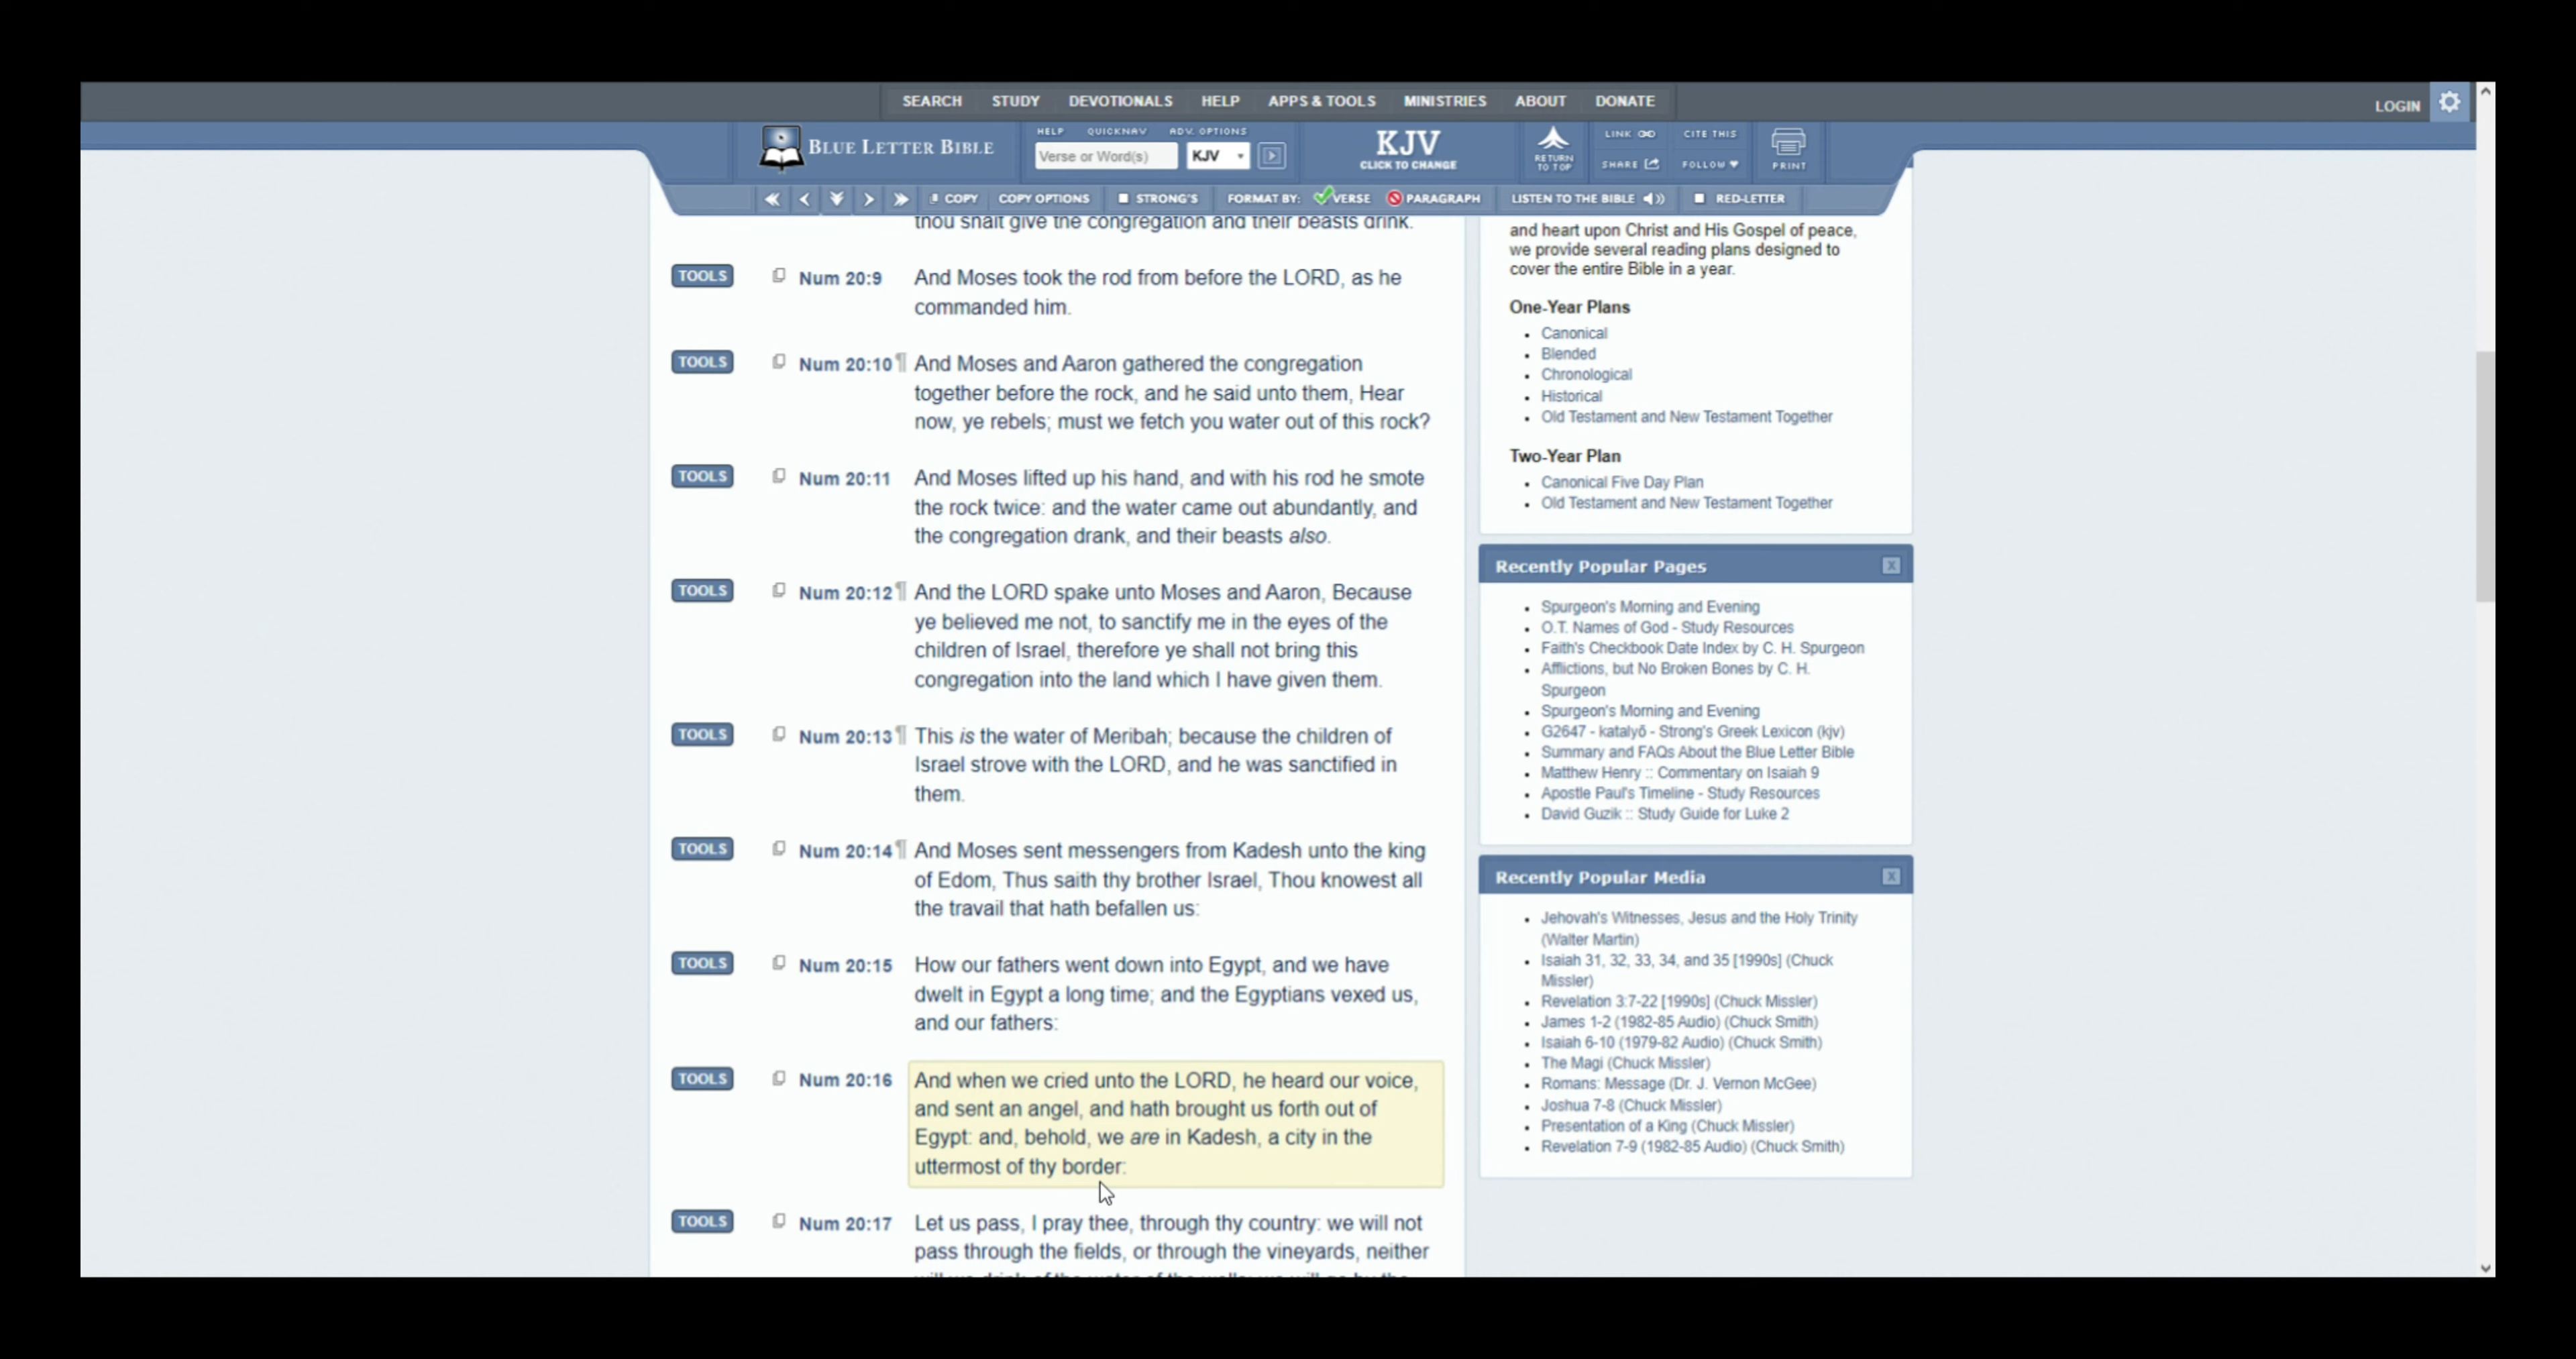 SEARCH STUDY DEVOTIONALS HELP APPS & TOOLS MINISTRIES ABOUT DONATE
LOGIN
BLUE LETTER BIBLE
HELP QUICKNAV ADV. OPTIONS
Verse or Word(s) KJV
KJV
CLICK TO CHANGE
RETURN
TO TOP
LINK CITE THIS
SHARE FOLLOW
PRINT
COPY COPY OPTIONS STRONG'S FORMAT BY: VERSE PARAGRAPH LISTEN TO THE BIBLE RED-LETTER
thou shalt give the congregation and their beasts drink.
TOOLS Num 20:9 And Moses took the rod from before the LORD, as he
commanded him.
TOOLS Num 20:10 ¶ And Moses and Aaron gathered the congregation
together before the rock, and he said unto them, Hear
now, ye rebels; must we fetch you water out of this rock?
TOOLS Num 20:11 And Moses lifted up his hand, and with his rod he smote
the rock twice: and the water came out abundantly, and
the congregation drank, and their beasts also.
TOOLS Num 20:12 ¶ And the LORD spake unto Moses and Aaron, Because
ye believed me not, to sanctify me in the eyes of the
children of Israel, therefore ye shall not bring this
congregation into the land which I have given them.
TOOLS Num 20:13 ¶ This is the water of Meribah; because the children of
Israel strove with the LORD, and he was sanctified in
them.
TOOLS Num 20:14 ¶ And Moses sent messengers from Kadesh unto the king
of Edom, Thus saith thy brother Israel, Thou knowest all
the travail that hath befallen us:
TOOLS Num 20:15 How our fathers went down into Egypt, and we have
dwelt in Egypt a long time; and the Egyptians vexed us,
and our fathers:
TOOLS Num 20:16 And when we cried unto the LORD, he heard our voice,
and sent an angel, and hath brought us forth out of
Egypt: and, behold, we are in Kadesh, a city in the
uttermost of thy border:
TOOLS Num 20:17 Let us pass, I pray thee, through thy country: we will not
pass through the fields, or through the vineyards, neither
and heart upon Christ and His Gospel of peace,
we provide several reading plans designed to
cover the entire Bible in a year.
One-Year Plans
Canonical
Blended
Chronological
Historical
Old Testament and New Testament Together
Two-Year Plan
Canonical Five Day Plan
Old Testament and New Testament Together
Recently Popular Pages X
Spurgeon's Morning and Evening
O.T. Names of God - Study Resources
Faith's Checkbook Date Index by C. H. Spurgeon
Afflictions, but No Broken Bones by C. H.
Spurgeon
Spurgeon's Morning and Evening
G2647 - katalyō - Strong's Greek Lexicon (kjv)
Summary and FAQs About the Blue Letter Bible
Matthew Henry :: Commentary on Isaiah 9
Apostle Paul's Timeline - Study Resources
David Guzik :: Study Guide for Luke 2
Recently Popular Media X
Jehovah's Witnesses, Jesus and the Holy Trinity
(Walter Martin)
Isaiah 31, 32, 33, 34, and 35 [1990s] (Chuck
Missler)
Revelation 3:7-22 [1990s] (Chuck Missler)
James 1-2 (1982-85 Audio) (Chuck Smith)
Isaiah 6-10 (1979-82 Audio) (Chuck Smith)
The Magi (Chuck Missler)
Romans: Message (Dr. J. Vernon McGee)
Joshua 7-8 (Chuck Missler)
Presentation of a King (Chuck Missler)
Revelation 7-9 (1982-85 Audio) (Chuck Smith)